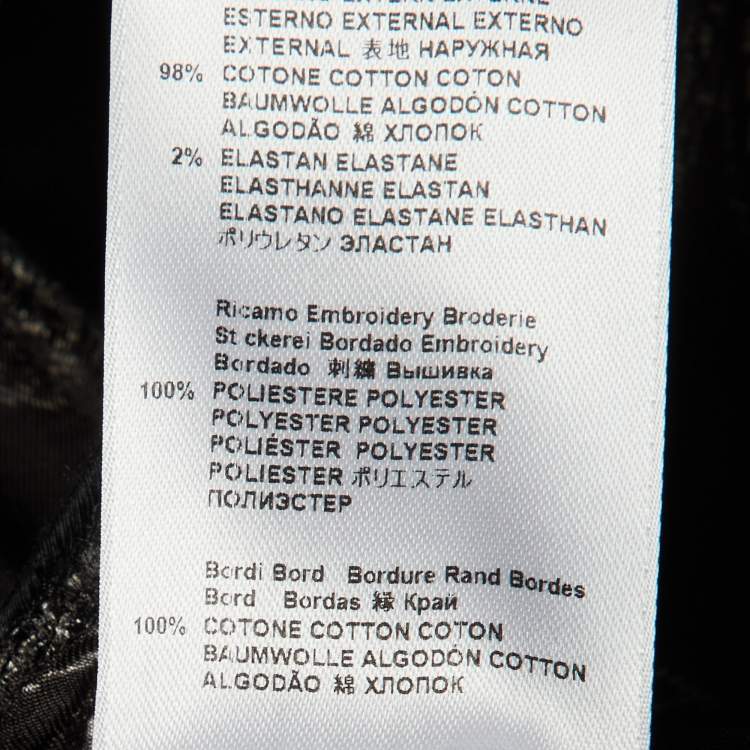 ESTERNO EXTERNAL EXTERNO
EXTERNAL 表地 НАРУЖНАЯ
98% COTONE COTTON COTON
BAUMWOLLE ALGODÓN COTTON
ALGODÃO 綿 ХЛОПОК
2% ELASTAN ELASTANE
ELASTHANNE ELASTAN
ELASTANO ELASTANE ELASTHAN
ポリウレタン ЭЛАСТАН
Ricamo Embroidery Broderie
St ckerei Bordado Embroidery
Bordado 刺繍 Вышивка
100% POLIESTERE POLYESTER
POLYESTER POLYESTER
POLIÉSTER POLYESTER
POLIESTER ポリエステル
ПОЛИЭСТЕР
Bordi Bord Bordure Rand Bordes
Bord Bordas 縁 Край
100% COTONE COTTON COTON
BAUMWOLLE ALGODÓN COTTON
ALGODÃO 綿 ХЛОПОК